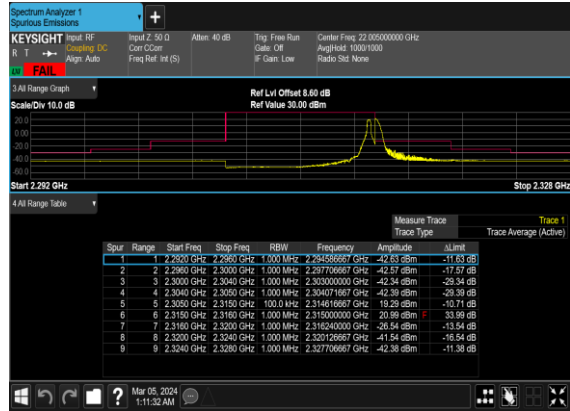 Spectrum Analyzer 1
Spurious Emissions
KEYSIGHT Input: RF Input Z: 50 Ω Atten: 40 dB Trig: Free Run Center Freq: 22.005000000 GHz
R T Coupling: DC Corr CCorr Gate: Off Avg|Hold: 1000/1000
Align: Auto Freq Ref: Int (S) IF Gain: Low Radio Std: None
FAIL
3 All Range Graph
Ref Lvl Offset 8.60 dB
Scale/Div 10.0 dB Ref Value 30.00 dBm
20.0
0.00
-20.0
-40.0
-60.0
Start 2.292 GHz Stop 2.328 GHz
4 All Range Table
Measure Trace Trace 1
Trace Type Trace Average (Active)
Spur Range Start Freq Stop Freq RBW Frequency Amplitude ΔLimit
1 1 2.2920 GHz 2.2960 GHz 1.000 MHz 2.294586667 GHz -42.63 dBm -11.63 dB
2 2 2.2960 GHz 2.3000 GHz 1.000 MHz 2.297706667 GHz -42.57 dBm -17.57 dB
3 3 2.3000 GHz 2.3040 GHz 1.000 MHz 2.303000000 GHz -42.34 dBm -29.34 dB
4 4 2.3040 GHz 2.3050 GHz 1.000 MHz 2.304071667 GHz -42.39 dBm -29.39 dB
5 5 2.3050 GHz 2.3150 GHz 100.0 kHz 2.314616667 GHz 19.29 dBm -10.71 dB
6 6 2.3150 GHz 2.3160 GHz 1.000 MHz 2.315000000 GHz 20.99 dBm F 33.99 dB
7 7 2.3160 GHz 2.3200 GHz 1.000 MHz 2.316240000 GHz -26.54 dBm -13.54 dB
8 8 2.3200 GHz 2.3240 GHz 1.000 MHz 2.320126667 GHz -41.54 dBm -16.54 dB
9 9 2.3240 GHz 2.3280 GHz 1.000 MHz 2.327706667 GHz -42.38 dBm -11.38 dB
Mar 05, 2024
1:11:32 AM